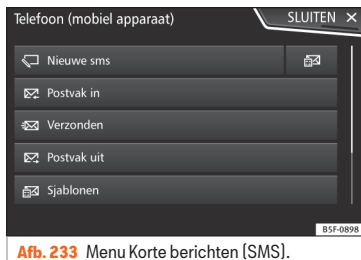 Telefoon (mobiel apparaat) SLUITEN ×
Nieuwe sms
Postvak in
Verzonden
Postvak uit
Sjablonen
B5F-0898
Afb. 233 Menu Korte berichten (SMS).